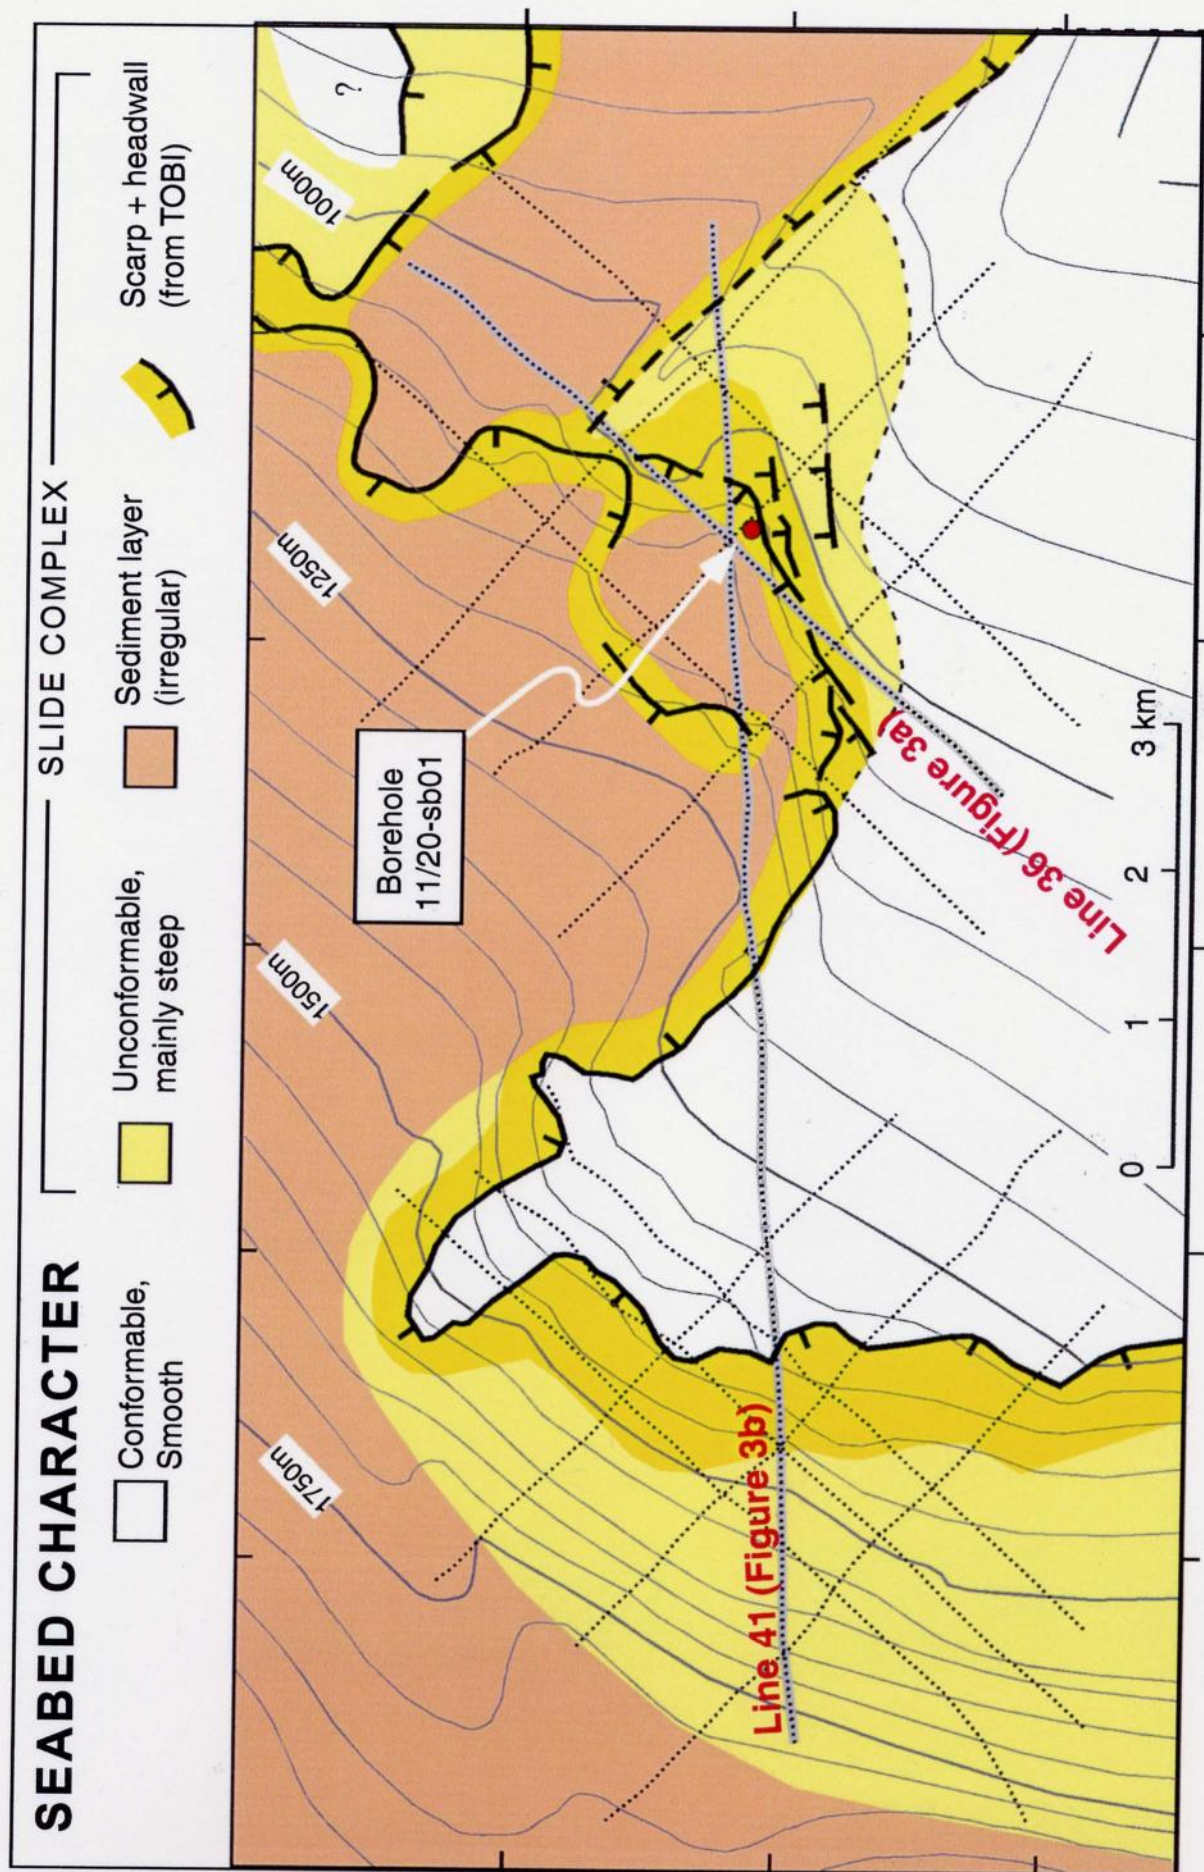 SEABED CHARACTER
SLIDE COMPLEX
Conformable,
Smooth
Unconformable,
mainly steep
Sediment layer
(irregular)
Scarp + headwall
(from TOBI)
1750m
1500m
1250m
1000m
?
Borehole
11/20-sb01
Line 41 (Figure 3b)
Line 36 (Figure 3a)
0
1
2
3 km